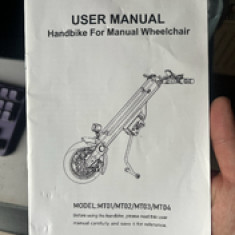 USER MANUAL
Handbike For Manual Wheelchair
MODEL:MT01/MT02/MT03/MT04
Before using the handbike, please read this user
manual carefully and save it for reference.